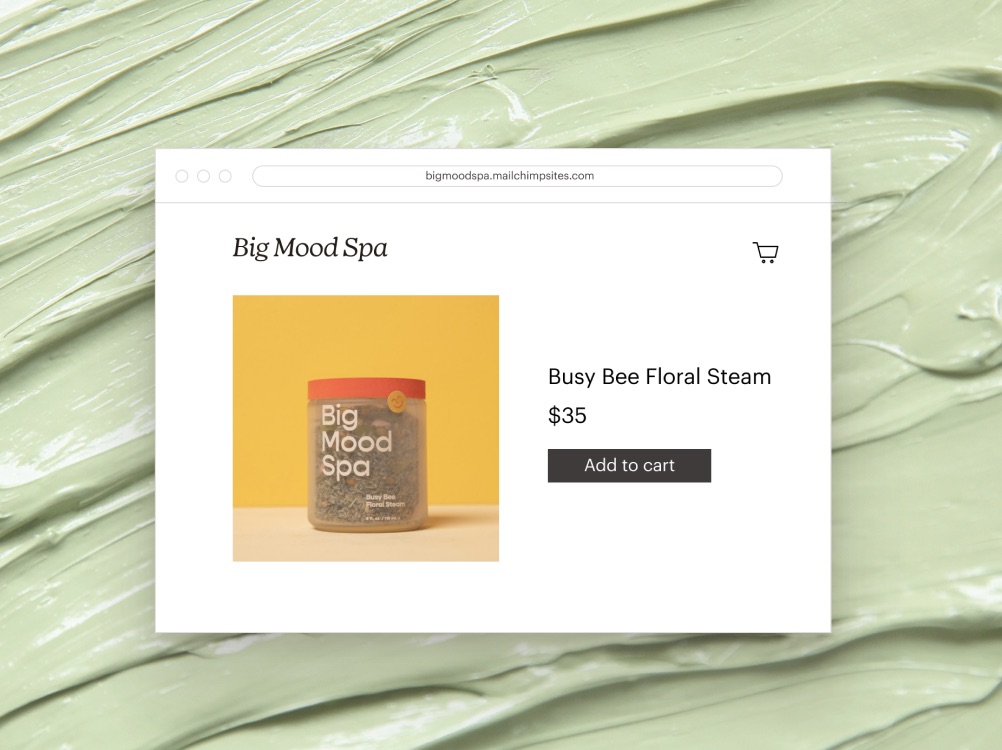 bigmoodspa.mailchimpsites.com
Big Mood Spa
Big
Mood
Spa
Busy Bee
Floral Steam
Busy Bee Floral Steam
$35
Add to cart